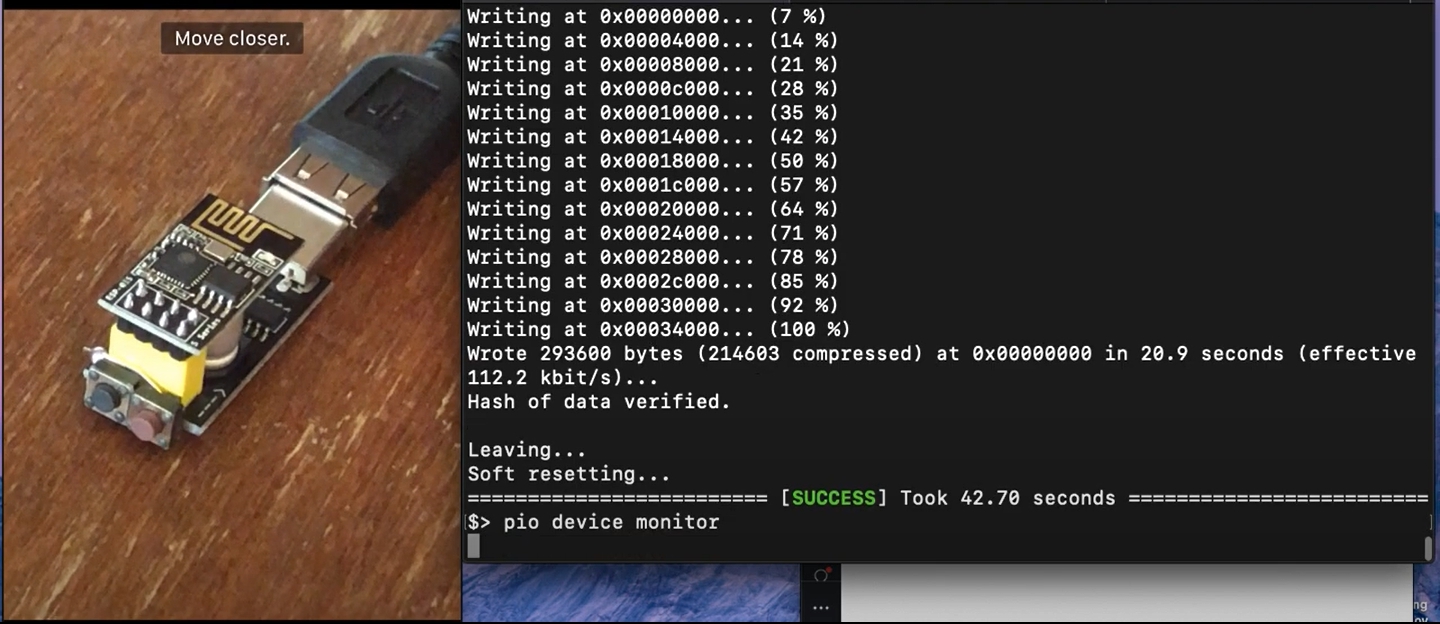 Move closer.
Writing at 0x00000000... (7 %)
Writing at 0x00004000... (14 %)
Writing at 0x00008000... (21 %)
Writing at 0x0000c000... (28 %)
Writing at 0x00010000... (35 %)
Writing at 0x00014000... (42 %)
Writing at 0x00018000... (50 %)
Writing at 0x0001c000... (57 %)
Writing at 0x00020000... (64 %)
Writing at 0x00024000... (71 %)
Writing at 0x00028000... (78 %)
Writing at 0x0002c000... (85 %)
Writing at 0x00030000... (92 %)
Writing at 0x00034000... (100 %)
Wrote 293600 bytes (214603 compressed) at 0x00000000 in 20.9 seconds (effective
112.2 kbit/s)...
Hash of data verified.
Leaving...
Soft resetting...
========================= [SUCCESS] Took 42.70 seconds =========================
[$> pio device monitor ]